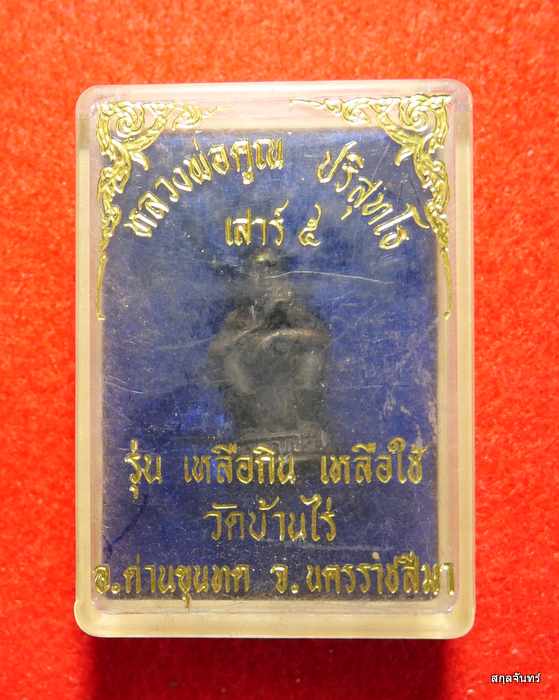 หลวงพ่อคูณ ปริสุทโธ
เสาร์ ๕
รุ่น เหลือกิน เหลือใช้
วัดบ้านไร่
อ.ด่านขุนทด จ.นครราชสีมา
สกุลจันทร์